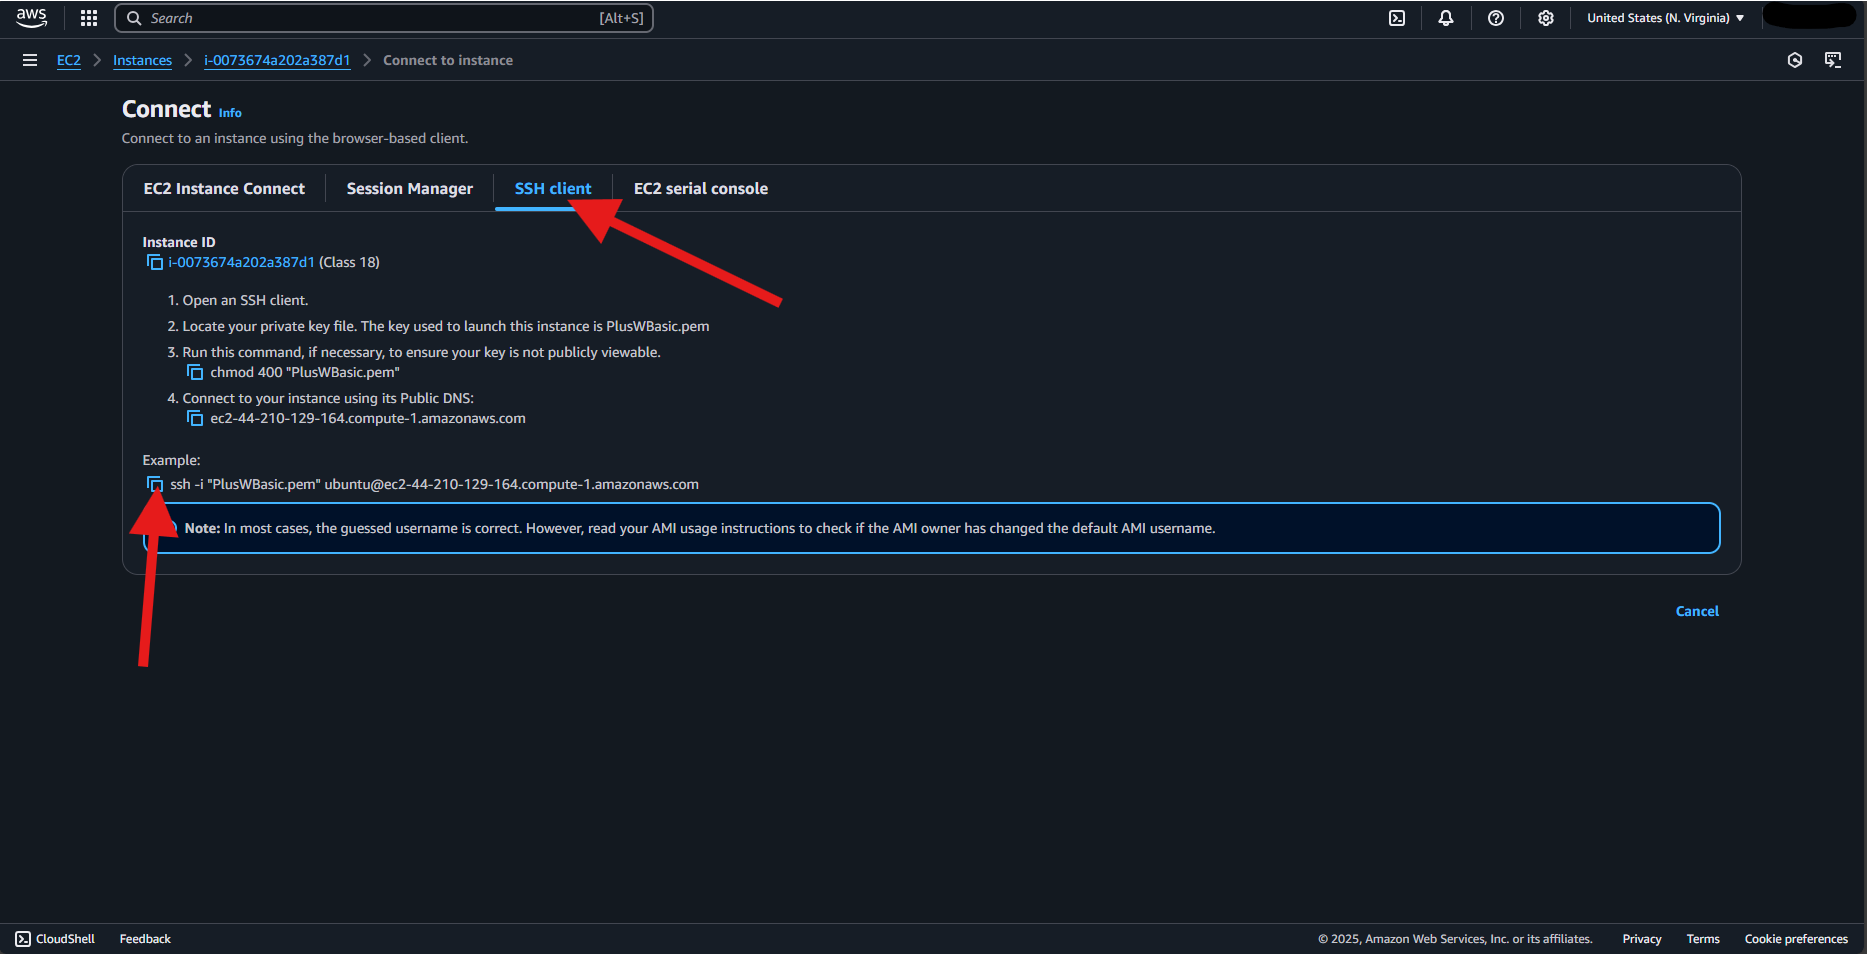 aws
Search [Alt+S]
United States (N. Virginia)
EC2 Instances i-0073674a202a387d1 Connect to instance
Connect Info
Connect to an instance using the browser-based client.
EC2 Instance Connect Session Manager SSH client EC2 serial console
Instance ID
i-0073674a202a387d1 (Class 18)
1. Open an SSH client.
2. Locate your private key file. The key used to launch this instance is PlusWBasic.pem
3. Run this command, if necessary, to ensure your key is not publicly viewable.
chmod 400 "PlusWBasic.pem"
4. Connect to your instance using its Public DNS:
ec2-44-210-129-164.compute-1.amazonaws.com
Example:
ssh -i "PlusWBasic.pem" ubuntu@ec2-44-210-129-164.compute-1.amazonaws.com
Note: In most cases, the guessed username is correct. However, read your AMI usage instructions to check if the AMI owner has changed the default AMI username.
Cancel
CloudShell Feedback © 2025, Amazon Web Services, Inc. or its affiliates. Privacy Terms Cookie preferences